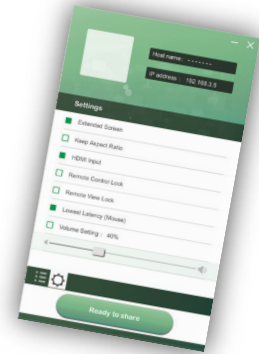 Host name : - - - - - - -
IP address : 192.168.3.5
Settings
Extended Screen
Keep Aspect Ratio
HDMI Input
Remote Control Lock
Remote View Lock
Lowest Latency (Mouse)
Volume Setting : 40%
Ready to share